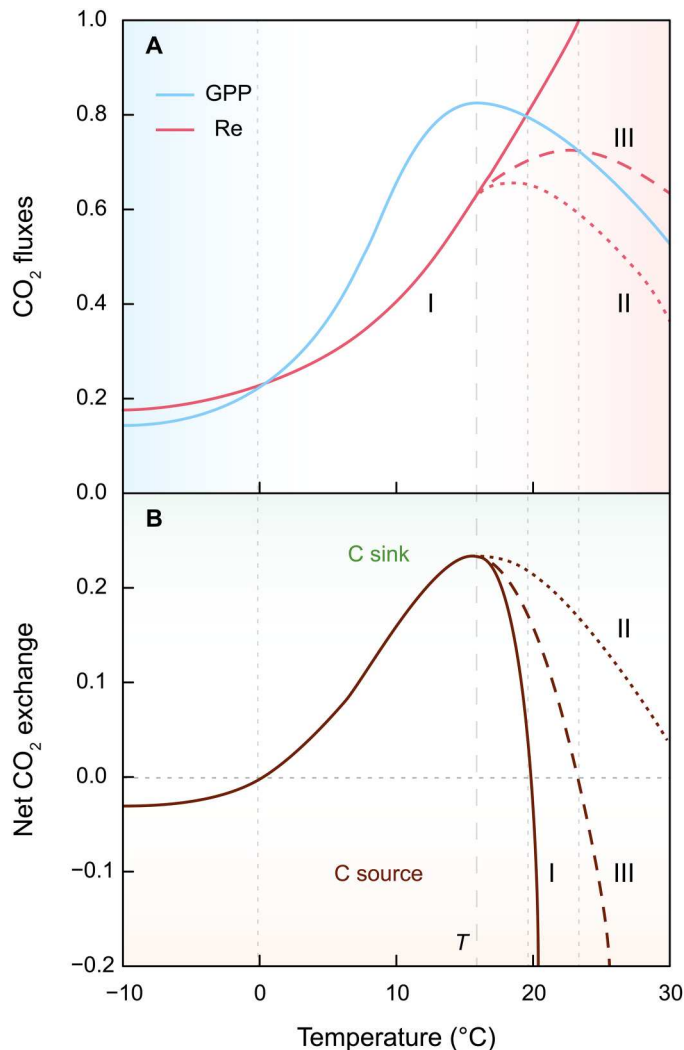 A
GPP
Re
I
II
III
1.0
0.8
0.6
0.4
0.2
0.0
CO₂ fluxes
B
C sink
C source
T
I
II
III
0.2
0.1
0.0
−0.1
−0.2
Net CO₂ exchange
−10 0 10 20 30
Temperature (°C)